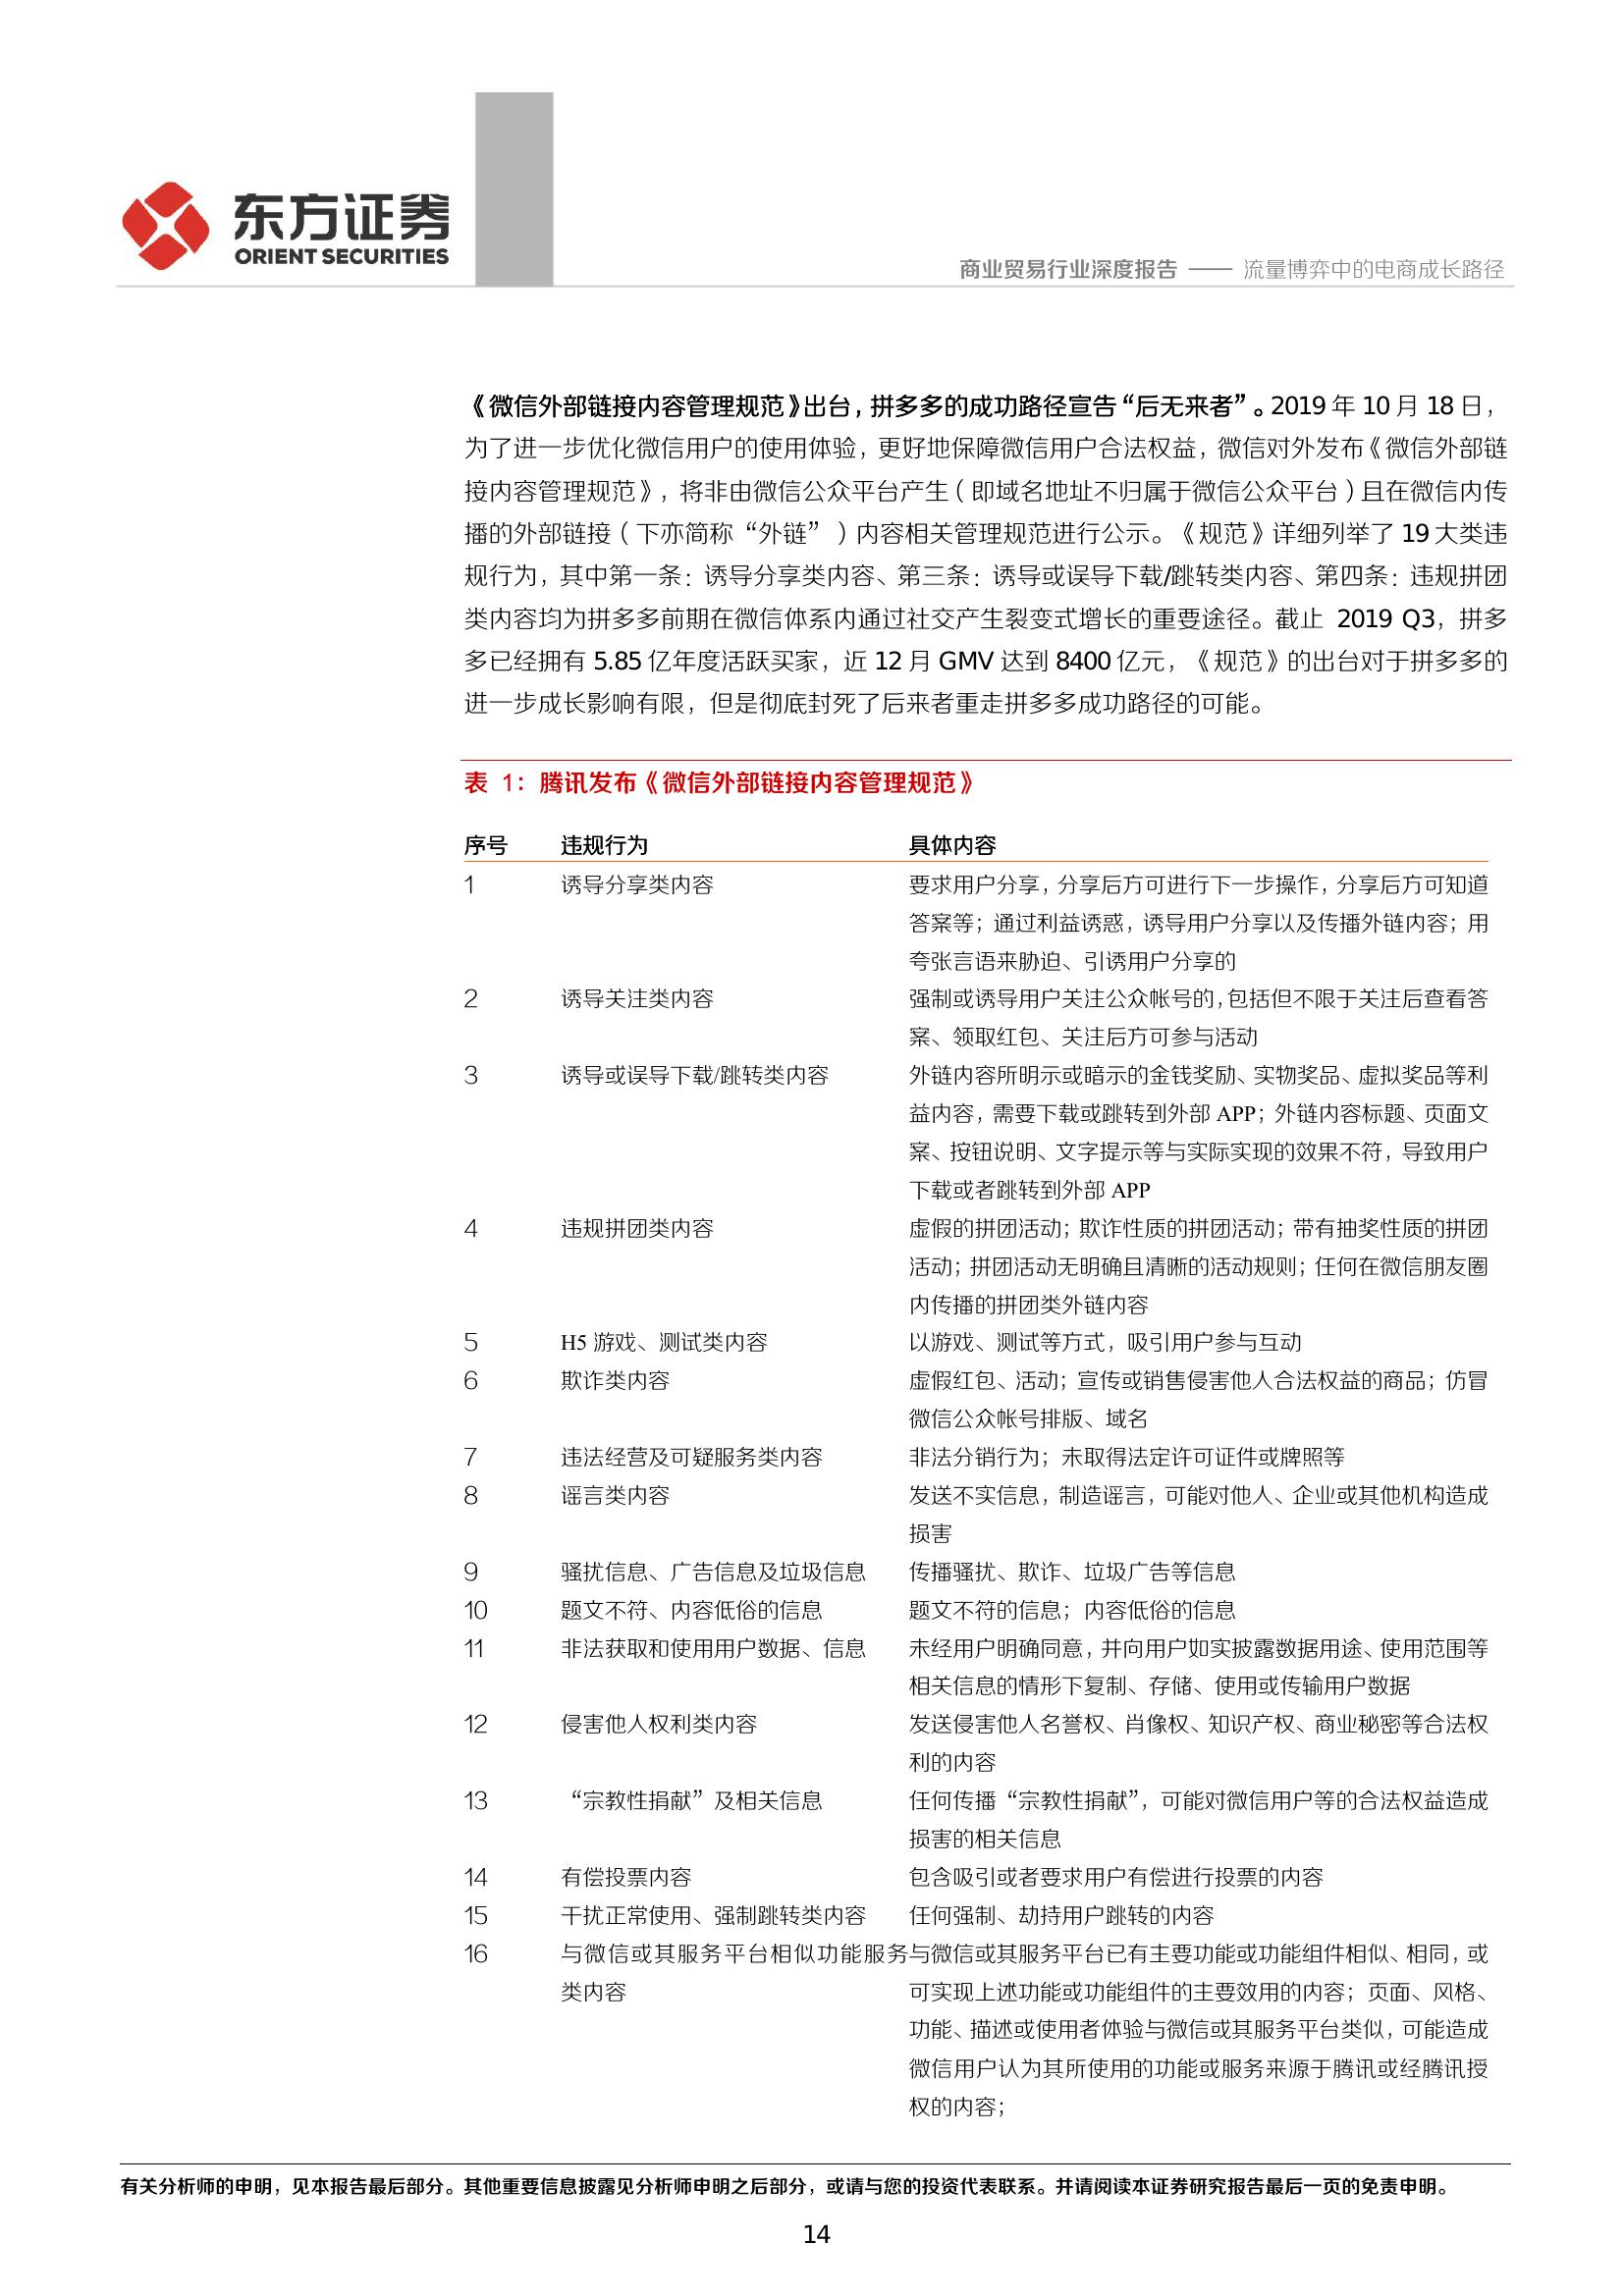 东方证券
ORIENT SECURITIES
商业贸易行业深度报告 —— 流量博弈中的电商成长路径
《微信外部链接内容管理规范》出台，拼多多的成功路径宣告“后无来者”。2019 年 10 月 18 日，
为了进一步优化微信用户的使用体验，更好地保障微信用户合法权益，微信对外发布《微信外部链
接内容管理规范》，将非由微信公众平台产生（即域名地址不归属于微信公众平台）且在微信内传
播的外部链接（下亦简称“外链”）内容相关管理规范进行公示。《规范》详细列举了 19 大类违
规行为，其中第一条：诱导分享类内容、第三条：诱导或误导下载/跳转类内容、第四条：违规拼团
类内容均为拼多多前期在微信体系内通过社交产生裂变式增长的重要途径。截止 2019 Q3，拼多
多已经拥有 5.85 亿年度活跃买家，近 12 月 GMV 达到 8400 亿元，《规范》的出台对于拼多多的
进一步成长影响有限，但是彻底封死了后来者重走拼多多成功路径的可能。
表 1：腾讯发布《微信外部链接内容管理规范》
序号 违规行为 具体内容
1 诱导分享类内容 要求用户分享，分享后方可进行下一步操作，分享后方可知道
答案等；通过利益诱惑，诱导用户分享以及传播外链内容；用
夸张言语来胁迫、引诱用户分享的
2 诱导关注类内容 强制或诱导用户关注公众帐号的，包括但不限于关注后查看答
案、领取红包、关注后方可参与活动
3 诱导或误导下载/跳转类内容 外链内容所明示或暗示的金钱奖励、实物奖品、虚拟奖品等利
益内容，需要下载或跳转到外部 APP；外链内容标题、页面文
案、按钮说明、文字提示等与实际实现的效果不符，导致用户
下载或者跳转到外部 APP
4 违规拼团类内容 虚假的拼团活动；欺诈性质的拼团活动；带有抽奖性质的拼团
活动；拼团活动无明确且清晰的活动规则；任何在微信朋友圈
内传播的拼团类外链内容
5 H5 游戏、测试类内容 以游戏、测试等方式，吸引用户参与互动
6 欺诈类内容 虚假红包、活动；宣传或销售侵害他人合法权益的商品；仿冒
微信公众帐号排版、域名
7 违法经营及可疑服务类内容 非法分销行为；未取得法定许可证件或牌照等
8 谣言类内容 发送不实信息，制造谣言，可能对他人、企业或其他机构造成
损害
9 骚扰信息、广告信息及垃圾信息 传播骚扰、欺诈、垃圾广告等信息
10 题文不符、内容低俗的信息 题文不符的信息；内容低俗的信息
11 非法获取和使用用户数据、信息 未经用户明确同意，并向用户如实披露数据用途、使用范围等
相关信息的情形下复制、存储、使用或传输用户数据
12 侵害他人权利类内容 发送侵害他人名誉权、肖像权、知识产权、商业秘密等合法权
利的内容
13 “宗教性捐献”及相关信息 任何传播“宗教性捐献”，可能对微信用户等的合法权益造成
损害的相关信息
14 有偿投票内容 包含吸引或者要求用户有偿进行投票的内容
15 干扰正常使用、强制跳转类内容 任何强制、劫持用户跳转的内容
16 与微信或其服务平台相似功能服务 与微信或其服务平台已有主要功能或功能组件相似、相同，或
类内容 可实现上述功能或功能组件的主要效用的内容；页面、风格、
功能、描述或使用者体验与微信或其服务平台类似，可能造成
微信用户认为其所使用的功能或服务来源于腾讯或经腾讯授
权的内容；
有关分析师的申明，见本报告最后部分。其他重要信息披露见分析师申明之后部分，或请与您的投资代表联系。并请阅读本证券研究报告最后一页的免责申明。
14